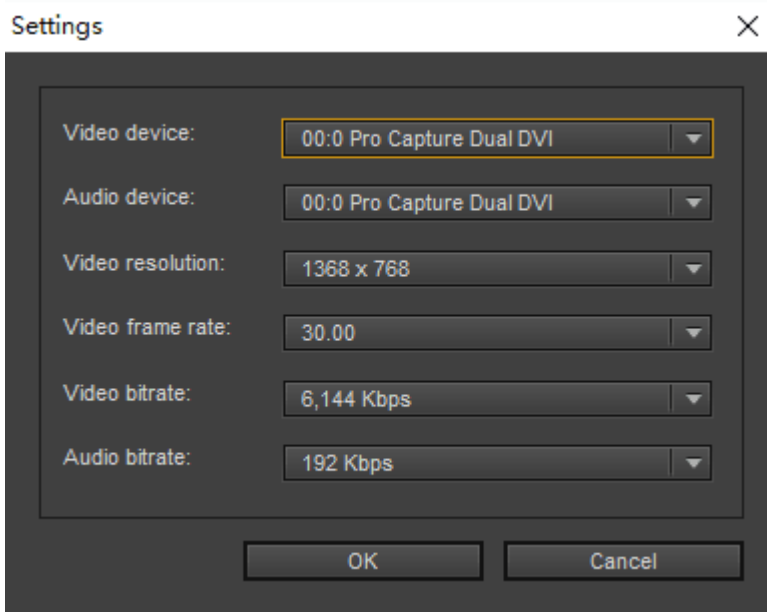 Settings
Video device: 00:0 Pro Capture Dual DVI
Audio device: 00:0 Pro Capture Dual DVI
Video resolution: 1368 x 768
Video frame rate: 30.00
Video bitrate: 6,144 Kbps
Audio bitrate: 192 Kbps
OK Cancel